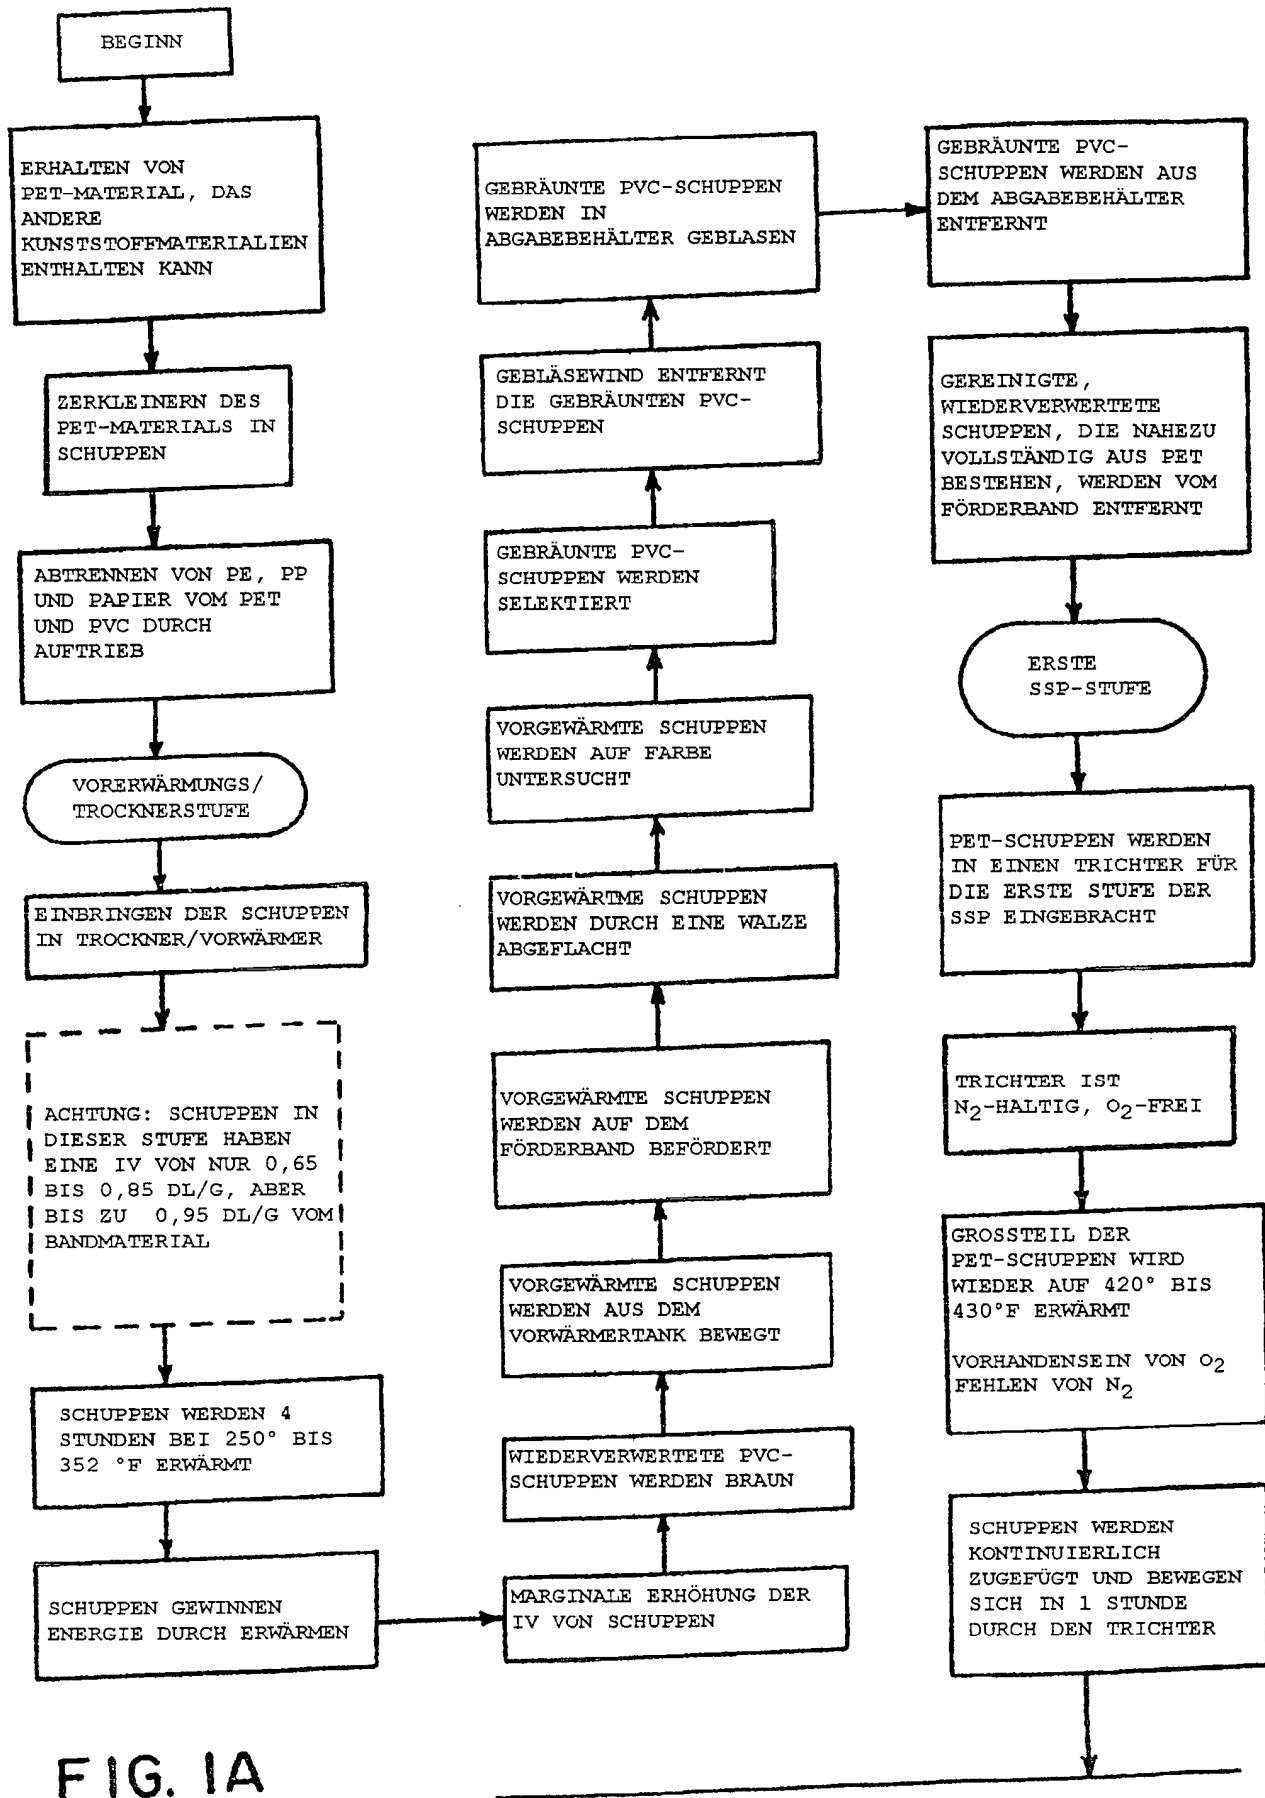 BEGINN
ERHALTEN VON
PET-MATERIAL, DAS
ANDERE
KUNSTSTOFFMATERIALIEN
ENTHALTEN KANN
ZERKLEINERN DES
PET-MATERIALS IN
SCHUPPEN
ABTRENNEN VON PE, PP
UND PAPIER VOM PET
UND PVC DURCH
AUFTRIEB
VORERWÄRMUNGS/
TROCKNERSTUFE
EINBRINGEN DER SCHUPPEN
IN TROCKNER/VORWÄRMER
ACHTUNG: SCHUPPEN IN
DIESER STUFE HABEN
EINE IV VON NUR 0,65
BIS 0,85 DL/G, ABER
BIS ZU 0,95 DL/G VOM
BANDMATERIAL
SCHUPPEN WERDEN 4
STUNDEN BEI 250° BIS
352 °F ERWÄRMT
SCHUPPEN GEWINNEN
ENERGIE DURCH ERWÄRMEN
MARGINALE ERHÖHUNG DER
IV VON SCHUPPEN
WIEDERVERWERTETE PVC-
SCHUPPEN WERDEN BRAUN
VORGEWÄRMTE SCHUPPEN
WERDEN AUS DEM
VORWÄRMERTANK BEWEGT
VORGEWÄRMTE SCHUPPEN
WERDEN AUF DEM
FÖRDERBAND BEFÖRDERT
VORGEWÄRTME SCHUPPEN
WERDEN DURCH EINE WALZE
ABGEFLACHT
VORGEWÄRMTE SCHUPPEN
WERDEN AUF FARBE
UNTERSUCHT
GEBRÄUNTE PVC-
SCHUPPEN WERDEN
SELEKTIERT
GEBLÄSEWIND ENTFERNT
DIE GEBRÄUNTEN PVC-
SCHUPPEN
GEBRÄUNTE PVC-SCHUPPEN
WERDEN IN
ABGABEBEHÄLTER GEBLASEN
GEBRÄUNTE PVC-
SCHUPPEN WERDEN AUS
DEM ABGABEBEHÄLTER
ENTFERNT
GEREINIGTE,
WIEDERVERWERTETE
SCHUPPEN, DIE NAHEZU
VOLLSTÄNDIG AUS PET
BESTEHEN, WERDEN VOM
FÖRDERBAND ENTFERNT
ERSTE
SSP-STUFE
PET-SCHUPPEN WERDEN
IN EINEN TRICHTER FÜR
DIE ERSTE STUFE DER
SSP EINGEBRACHT
TRICHTER IST
N₂-HALTIG, O₂-FREI
GROSSTEIL DER
PET-SCHUPPEN WIRD
WIEDER AUF 420° BIS
430°F ERWÄRMT
VORHANDENSEIN VON O₂
FEHLEN VON N₂
SCHUPPEN WERDEN
KONTINUIERLICH
ZUGEFÜGT UND BEWEGEN
SICH IN 1 STUNDE
DURCH DEN TRICHTER
FIG. 1A